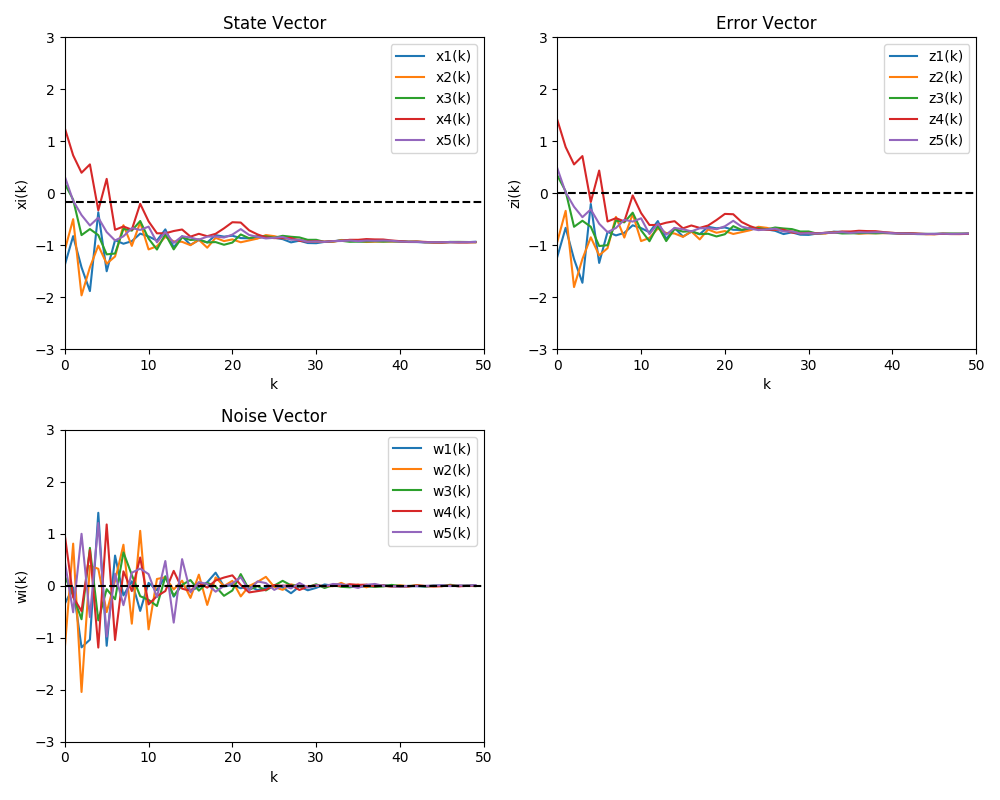 State Vector
3
2
1
0
−1
−2
−3
xi(k)
0
10
20
30
40
50
k
x1(k)
x2(k)
x3(k)
x4(k)
x5(k)
Error Vector
3
2
1
0
−1
−2
−3
zi(k)
0
10
20
30
40
50
k
z1(k)
z2(k)
z3(k)
z4(k)
z5(k)
Noise Vector
3
2
1
0
−1
−2
−3
wi(k)
0
10
20
30
40
50
k
w1(k)
w2(k)
w3(k)
w4(k)
w5(k)